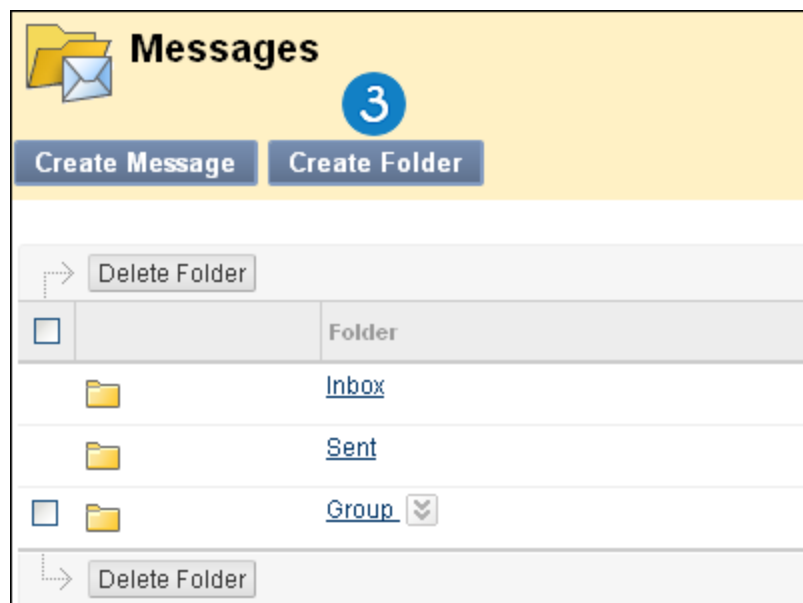 Messages
3
Create Message Create Folder
Delete Folder
Folder
Inbox
Sent
Group
Delete Folder